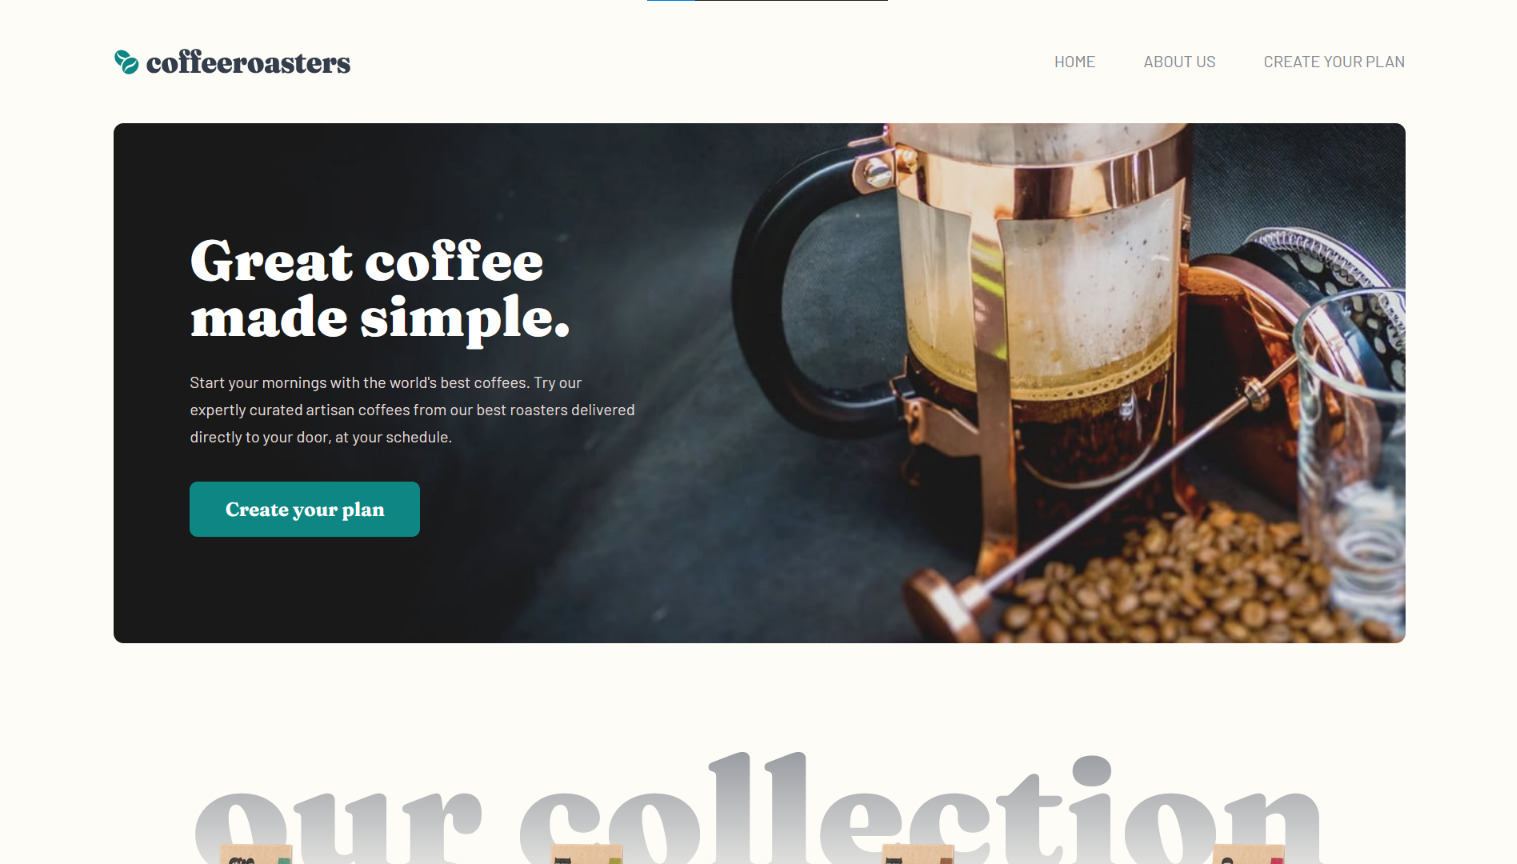 coffeeroasters
HOME ABOUT US CREATE YOUR PLAN
Great coffee
made simple.
Start your mornings with the world's best coffees. Try our
expertly curated artisan coffees from our best roasters delivered
directly to your door, at your schedule.
Create your plan
our collection